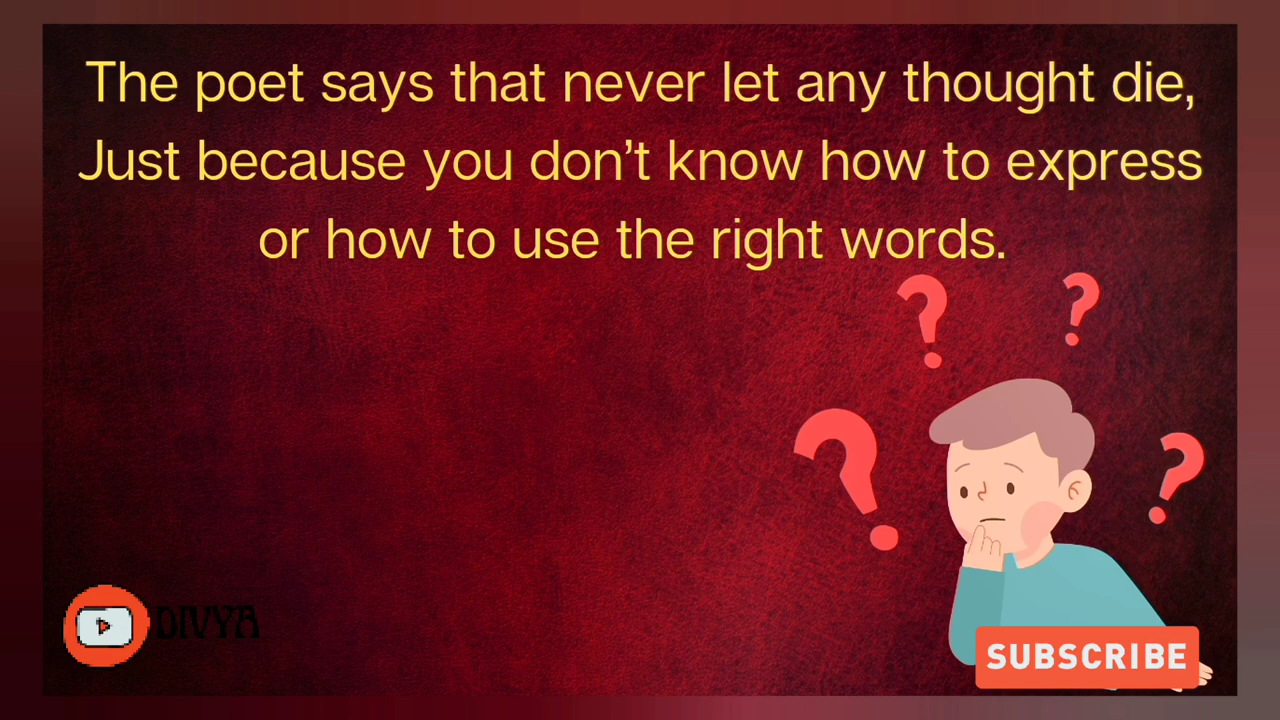 The poet says that never let any thought die,
Just because you don’t know how to express
or how to use the right words.
DIVYA
SUBSCRIBE